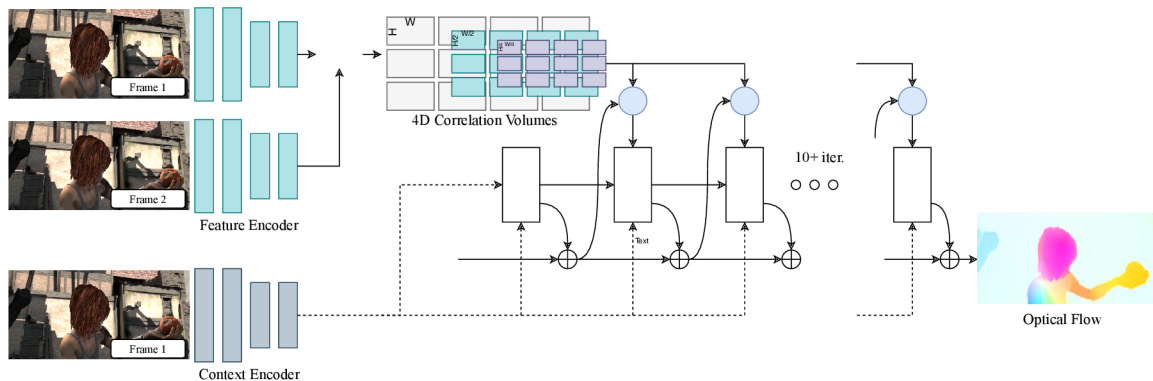 Frame 1
Frame 2
Feature Encoder
Frame 1
Context Encoder
H
W
H/2
W/2
H/4
W/4
4D Correlation Volumes
10+ iter.
Text
Optical Flow